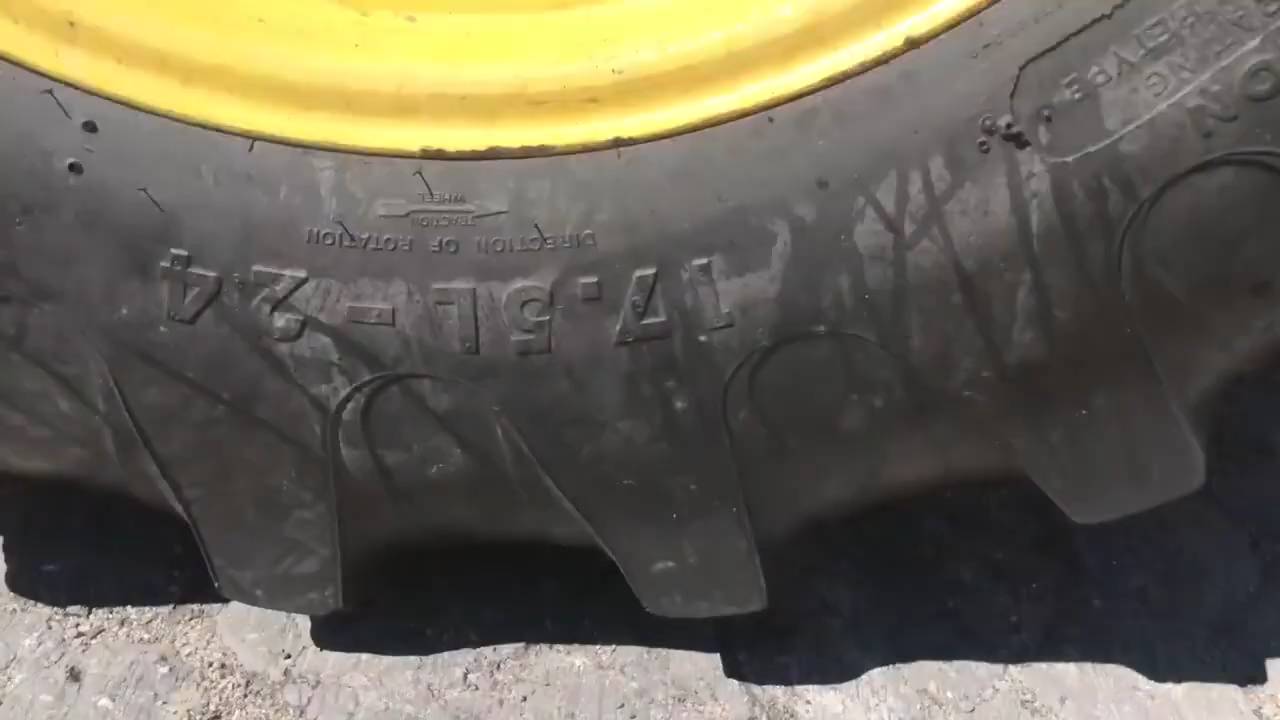 17.5L-24
DIRECTION OF ROTATION
TRACTION
WHEEL